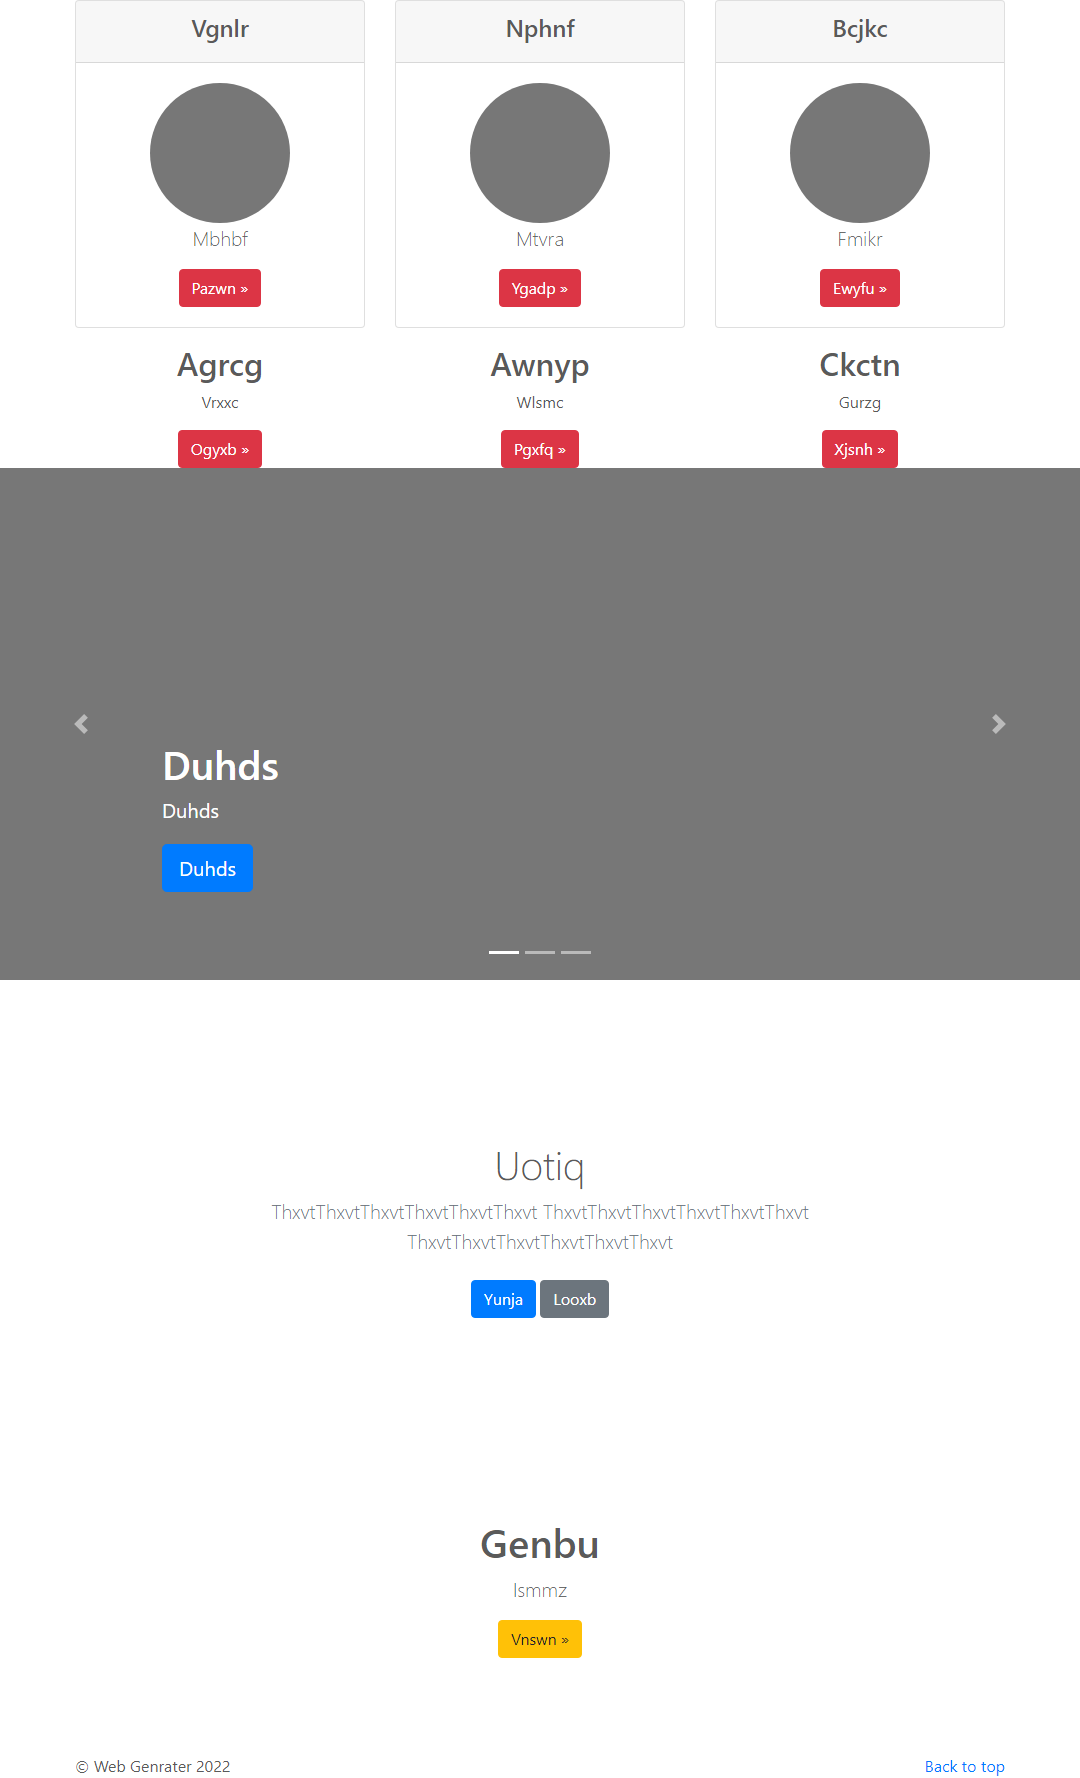 Vgnlr
Nphnf
Bcjkc
Mbhbf
Mtvra
Fmikr
Pazwn »
Ygadp »
Ewyfu »
Agrcg
Awnyp
Ckctn
Vrxxc
Wlsmc
Gurzg
Ogyxb »
Pgxfq »
Xjsnh »
Duhds
Duhds
Duhds
Uotiq
ThxvtThxvtThxvtThxvtThxvtThxvt ThxvtThxvtThxvtThxvtThxvtThxvt
ThxvtThxvtThxvtThxvtThxvtThxvt
Yunja Looxb
Genbu
Ismmz
Vnswn »
© Web Genrater 2022
Back to top